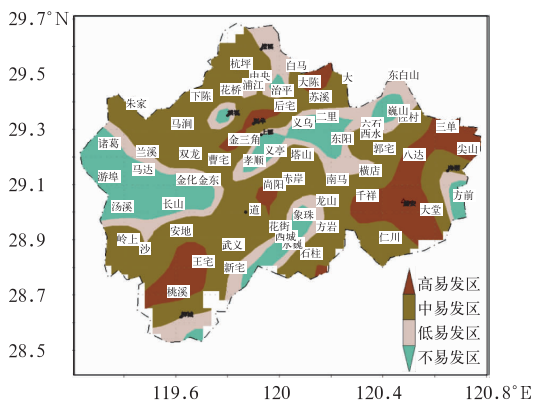 29.7°N
29.5
29.3
29.1
28.9
28.7
28.5
119.6
120
120.4
120.8°E
杭坪
白马
中央
浦江
治平
大陈
大
东白山
下陈
花桥
苏溪
后宅
朱家
马涧
义乌
二里
六石
巍山
三单
诸葛
兰溪
金三角
东阳
西水
郭宅
八达
尖山
双龙
曹宅
义亭
孝顺
塔山
马达
横店
游埠
金化
金东
尚阳
赤岸
南马
千祥
方前
汤溪
长山
道
龙山
大堂
象珠
岭上
沙
安地
武义
花街
西城
方岩
仁川
王宅
新宅
石柱
桃溪
高易发区
中易发区
低易发区
不易发区